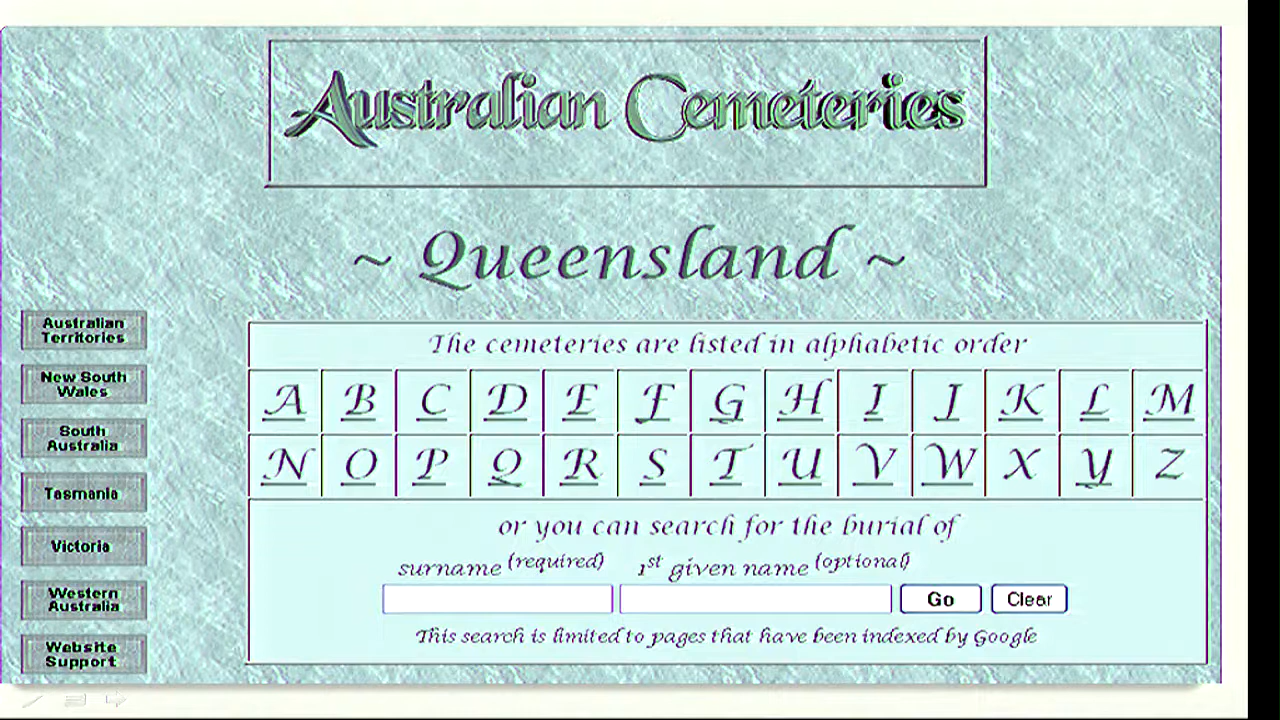 Australian Cemeteries
~ Queensland ~
Australian
Territories
New South
Wales
South
Australia
Tasmania
Victoria
Western
Australia
Website
Support
The cemeteries are listed in alphabetic order
A B C D E F G H I J K L M
N O P Q R S T U V W X Y Z
or you can search for the burial of
surname (required) 1st given name (optional)
Go Clear
This search is limited to pages that have been indexed by Google